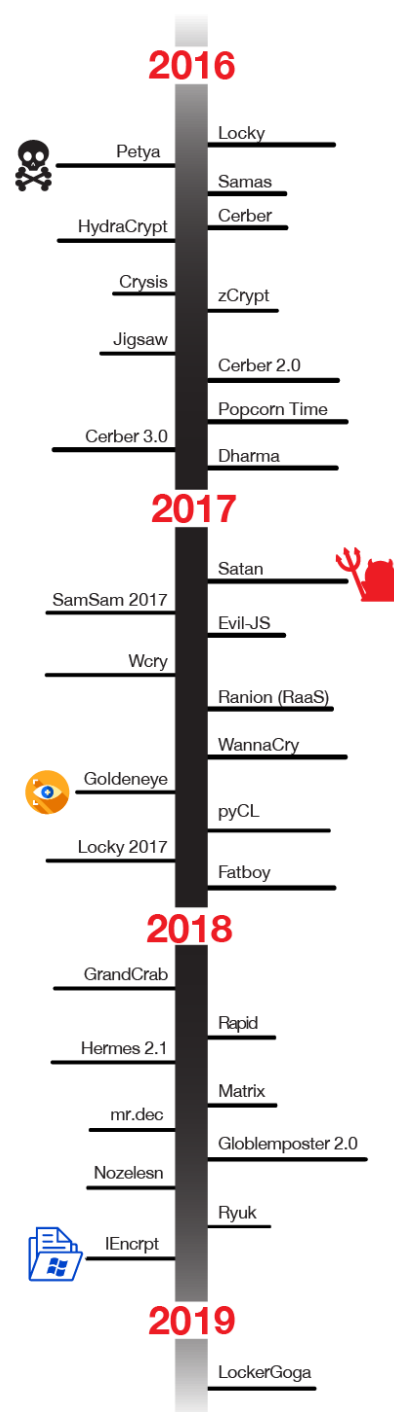 2016
Locky
Petya
Samas
Cerber
HydraCrypt
Crysis
zCrypt
Jigsaw
Cerber 2.0
Popcorn Time
Cerber 3.0
Dharma
2017
Satan
SamSam 2017
Evil-JS
Wcry
Ranion (RaaS)
WannaCry
Goldeneye
pyCL
Locky 2017
Fatboy
2018
GrandCrab
Rapid
Hermes 2.1
Matrix
mr.dec
Globlemposter 2.0
Nozelesn
Ryuk
IEncrpt
2019
LockerGoga